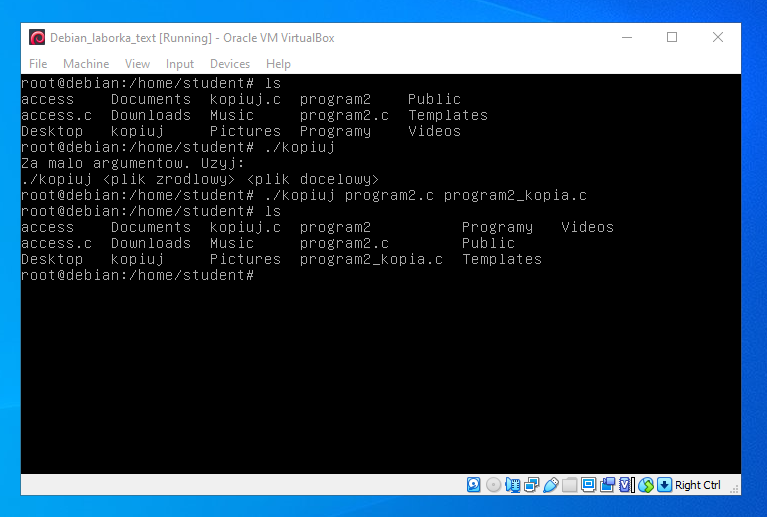 Debian_laborka_text [Running] - Oracle VM VirtualBox
File Machine View Input Devices Help
root@debian:/home/student# ls
access Documents kopiuj.c program2 Public
access.c Downloads Music program2.c Templates
Desktop kopiuj Pictures Programy Videos
root@debian:/home/student# ./kopiuj
Za malo argumentow. Uzyj:
./kopiuj <plik zrodlowy> <plik docelowy>
root@debian:/home/student# ./kopiuj program2.c program2_kopia.c
root@debian:/home/student# ls
access Documents kopiuj.c program2 Programy Videos
access.c Downloads Music program2.c Public
Desktop kopiuj Pictures program2_kopia.c Templates
root@debian:/home/student#
Right Ctrl